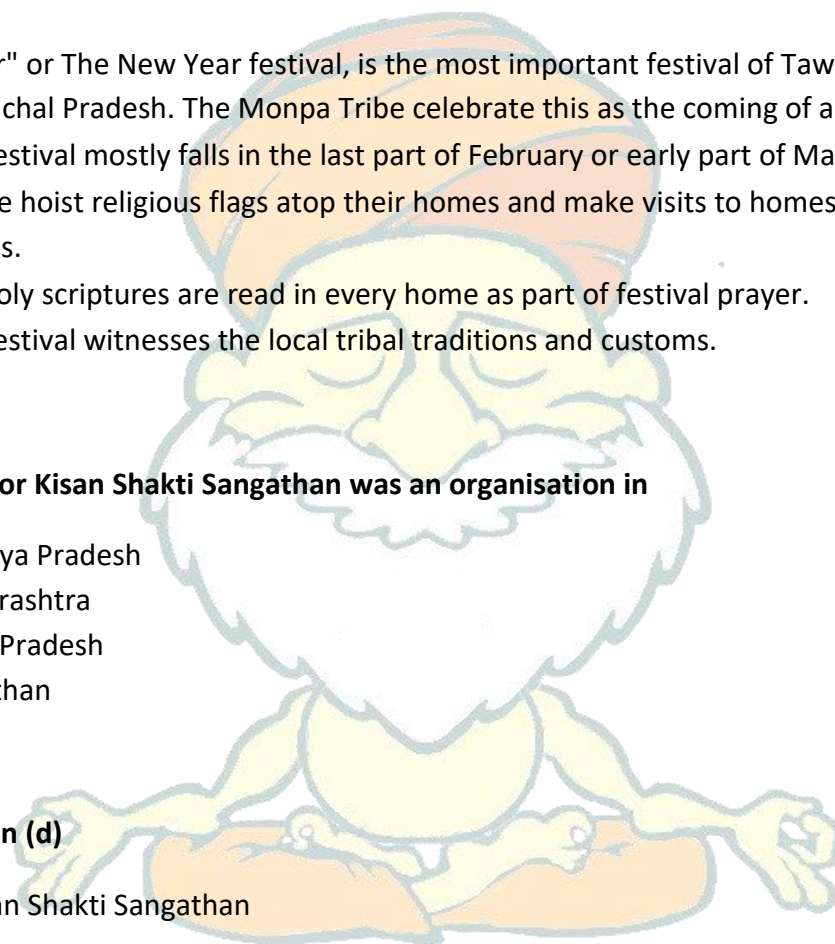 r" or The New Year festival, is the most important festival of Taw
chal Pradesh. The Monpa Tribe celebrate this as the coming of a
estival mostly falls in the last part of February or early part of Ma
e hoist religious flags atop their homes and make visits to homes
s.
oly scriptures are read in every home as part of festival prayer.
estival witnesses the local tribal traditions and customs.
or Kisan Shakti Sangathan was an organisation in
ya Pradesh
rashtra
Pradesh
than
n (d)
an Shakti Sangathan